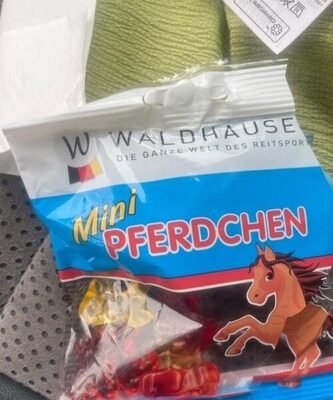 W WALDHAUSE
DIE GANZE WELT DES REITSPORT
Mini
PFERDCHEN